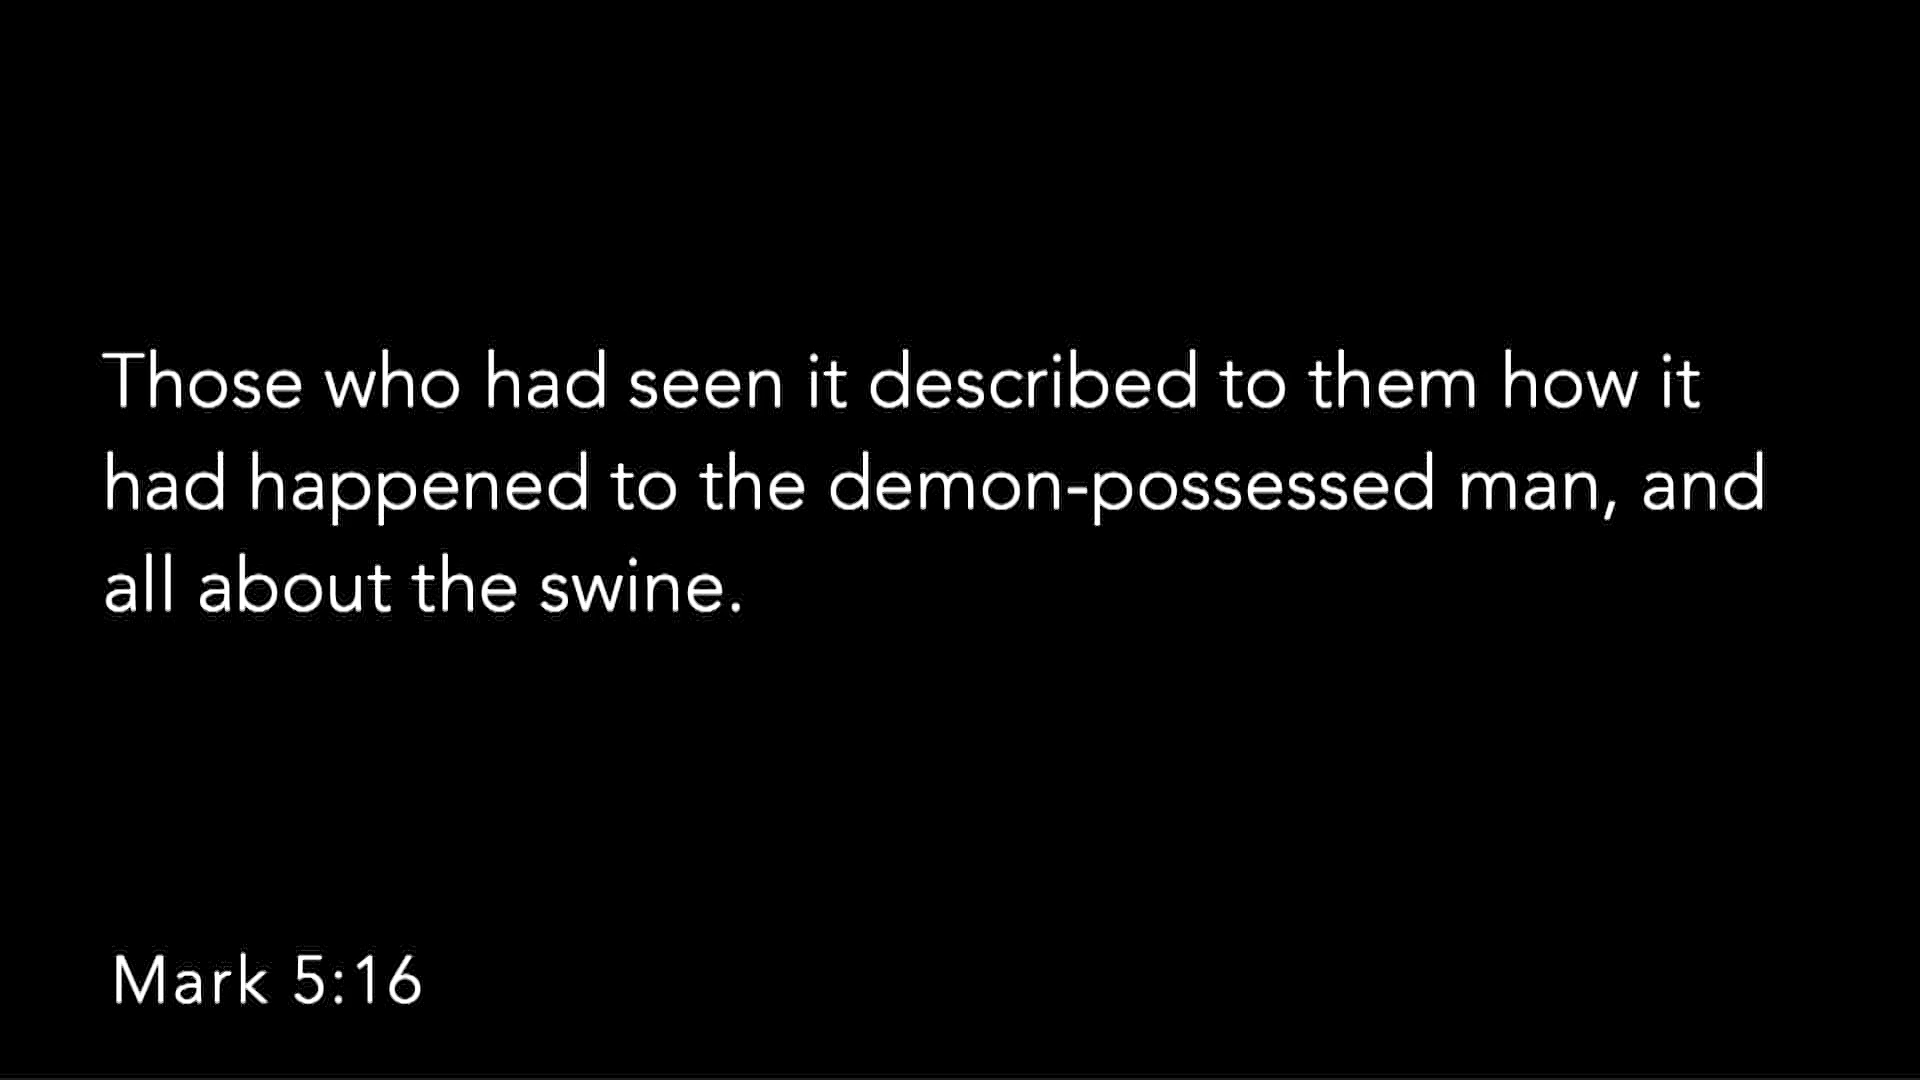 Those who had seen it described to them how it
had happened to the demon-possessed man, and
all about the swine.
Mark 5:16